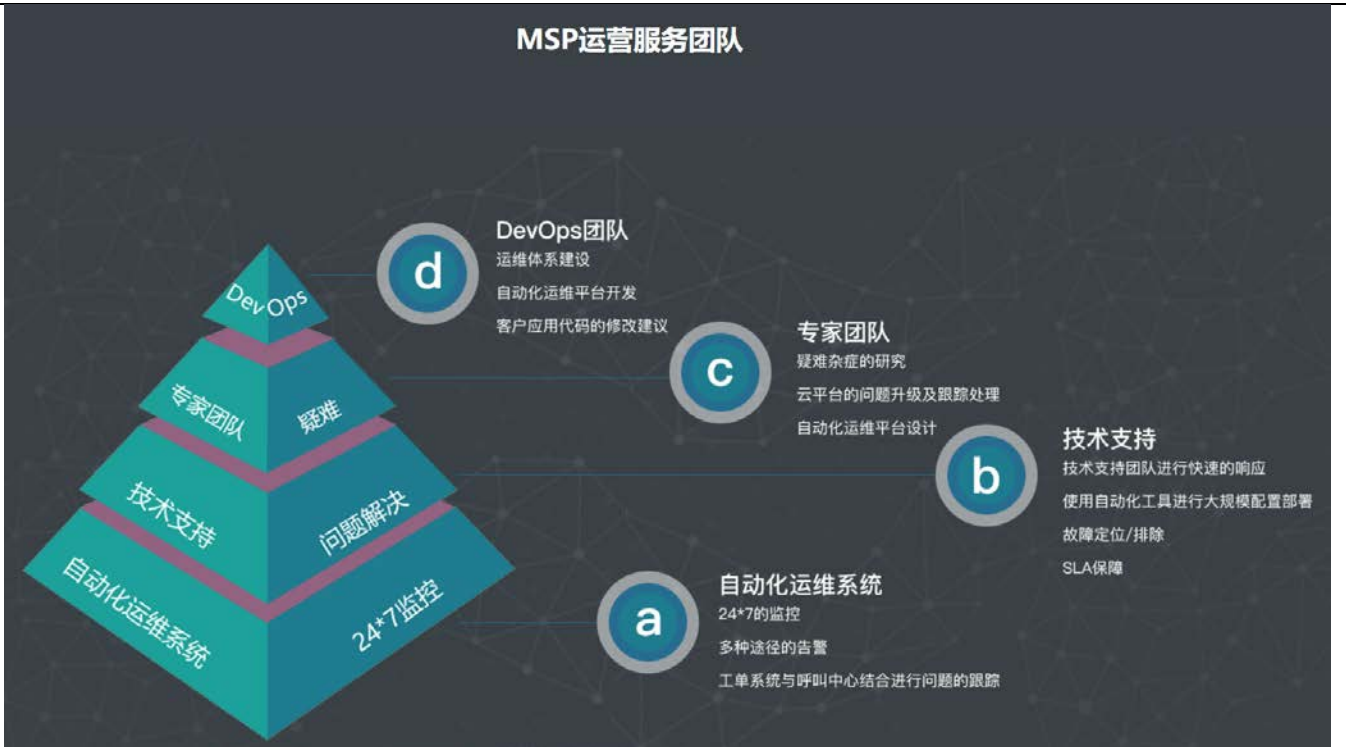 MSP运营服务团队
d
DevOps团队
运维体系建设
自动化运维平台开发
客户应用代码的修改建议
c
专家团队
疑难杂症的研究
云平台的问题升级及跟踪处理
自动化运维平台设计
b
技术支持
技术支持团队进行快速的响应
使用自动化工具进行大规模配置部署
故障定位/排除
SLA保障
a
自动化运维系统
24*7的监控
多种途径的告警
工单系统与呼叫中心结合进行问题的跟踪
DevOps
专家团队
疑难
技术支持
问题解决
自动化运维系统
24*7监控